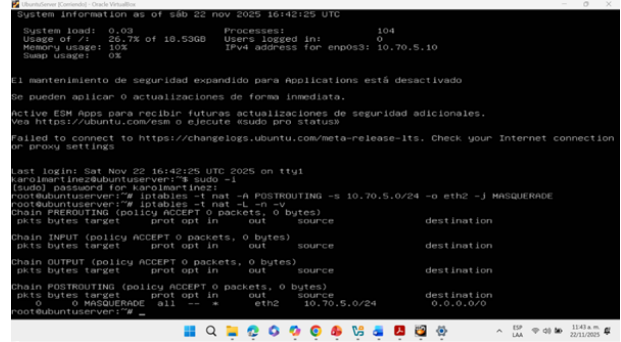 UbuntuServer [Corriendo] - Oracle VirtualBox
System information as of sáb 22 nov 2025 16:42:25 UTC
System load: 0.03 Processes: 104
Usage of /: 26.7% of 18.53GB Users logged in: 0
Memory usage: 10% IPv4 address for enp0s3: 10.70.5.10
Swap usage: 0%
El mantenimiento de seguridad expandido para Applications está desactivado
Se pueden aplicar 0 actualizaciones de forma inmediata.
Active ESM Apps para recibir futuras actualizaciones de seguridad adicionales.
Vea https://ubuntu.com/esm o ejecute «sudo pro status»
Failed to connect to https://changelogs.ubuntu.com/meta-release-lts. Check your Internet connection
or proxy settings
Last login: Sat Nov 22 16:42:25 UTC 2025 on tty1
karolmartinez@ubuntuserver:~$ sudo -i
[sudo] password for karolmartinez:
root@ubuntuserver:~# iptables -t nat -A POSTROUTING -s 10.70.5.0/24 -o eth2 -j MASQUERADE
root@ubuntuserver:~# iptables -t nat -L -n -v
Chain PREROUTING (policy ACCEPT 0 packets, 0 bytes)
pkts bytes target prot opt in out source destination
Chain INPUT (policy ACCEPT 0 packets, 0 bytes)
pkts bytes target prot opt in out source destination
Chain OUTPUT (policy ACCEPT 0 packets, 0 bytes)
pkts bytes target prot opt in out source destination
Chain POSTROUTING (policy ACCEPT 0 packets, 0 bytes)
pkts bytes target prot opt in out source destination
0 0 MASQUERADE all -- * eth2 10.70.5.0/24 0.0.0.0/0
root@ubuntuserver:~# _
ESP
LAA
11:43 a. m.
22/11/2025